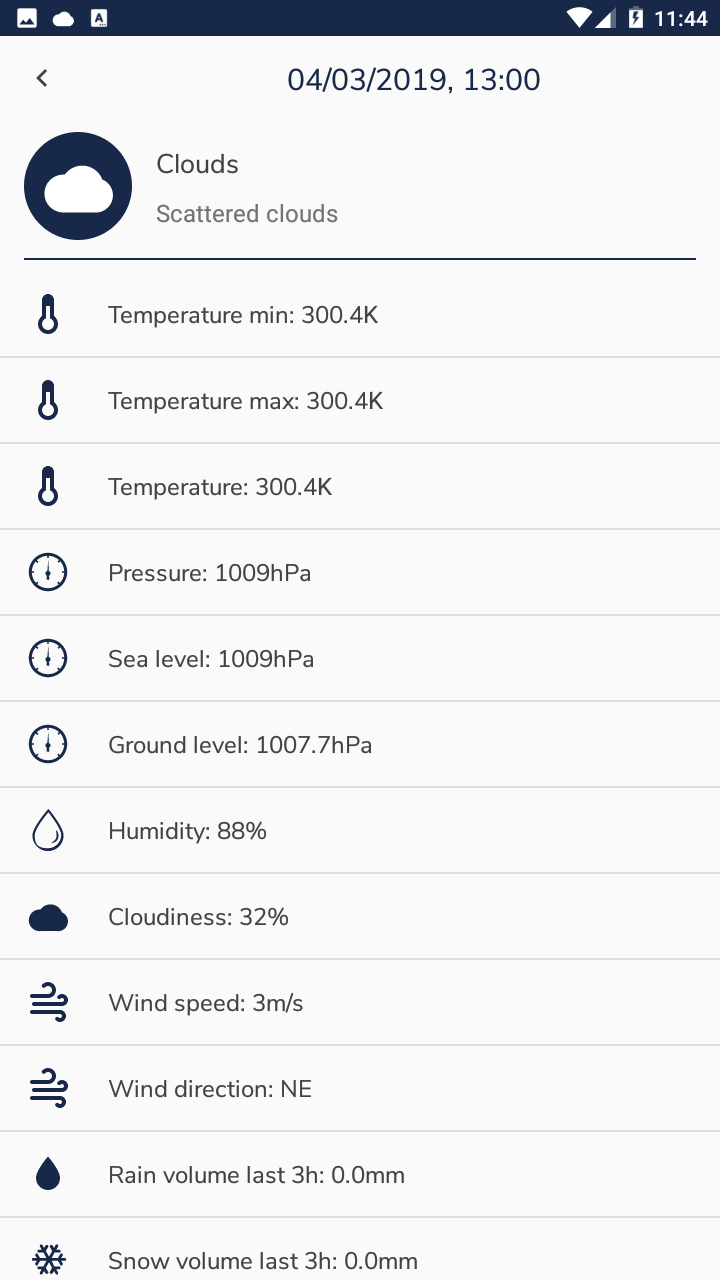 11:44
04/03/2019, 13:00
Clouds
Scattered clouds
Temperature min: 300.4K
Temperature max: 300.4K
Temperature: 300.4K
Pressure: 1009hPa
Sea level: 1009hPa
Ground level: 1007.7hPa
Humidity: 88%
Cloudiness: 32%
Wind speed: 3m/s
Wind direction: NE
Rain volume last 3h: 0.0mm
Snow volume last 3h: 0.0mm